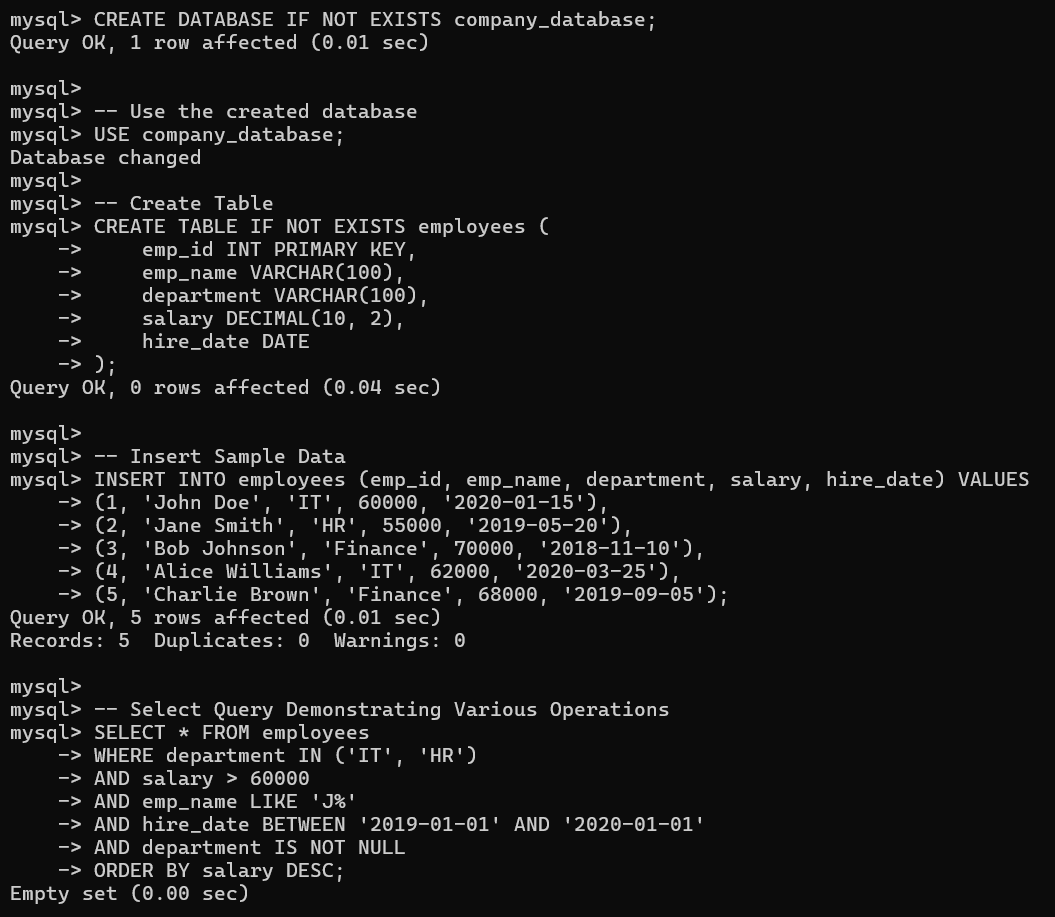 mysql> CREATE DATABASE IF NOT EXISTS company_database;
Query OK, 1 row affected (0.01 sec)

mysql>
mysql> -- Use the created database
mysql> USE company_database;
Database changed
mysql>
mysql> -- Create Table
mysql> CREATE TABLE IF NOT EXISTS employees (
    ->     emp_id INT PRIMARY KEY,
    ->     emp_name VARCHAR(100),
    ->     department VARCHAR(100),
    ->     salary DECIMAL(10, 2),
    ->     hire_date DATE
    -> );
Query OK, 0 rows affected (0.04 sec)

mysql>
mysql> -- Insert Sample Data
mysql> INSERT INTO employees (emp_id, emp_name, department, salary, hire_date) VALUES
    -> (1, 'John Doe', 'IT', 60000, '2020-01-15'),
    -> (2, 'Jane Smith', 'HR', 55000, '2019-05-20'),
    -> (3, 'Bob Johnson', 'Finance', 70000, '2018-11-10'),
    -> (4, 'Alice Williams', 'IT', 62000, '2020-03-25'),
    -> (5, 'Charlie Brown', 'Finance', 68000, '2019-09-05');
Query OK, 5 rows affected (0.01 sec)
Records: 5  Duplicates: 0  Warnings: 0

mysql>
mysql> -- Select Query Demonstrating Various Operations
mysql> SELECT * FROM employees
    -> WHERE department IN ('IT', 'HR')
    -> AND salary > 60000
    -> AND emp_name LIKE 'J%'
    -> AND hire_date BETWEEN '2019-01-01' AND '2020-01-01'
    -> AND department IS NOT NULL
    -> ORDER BY salary DESC;
Empty set (0.00 sec)